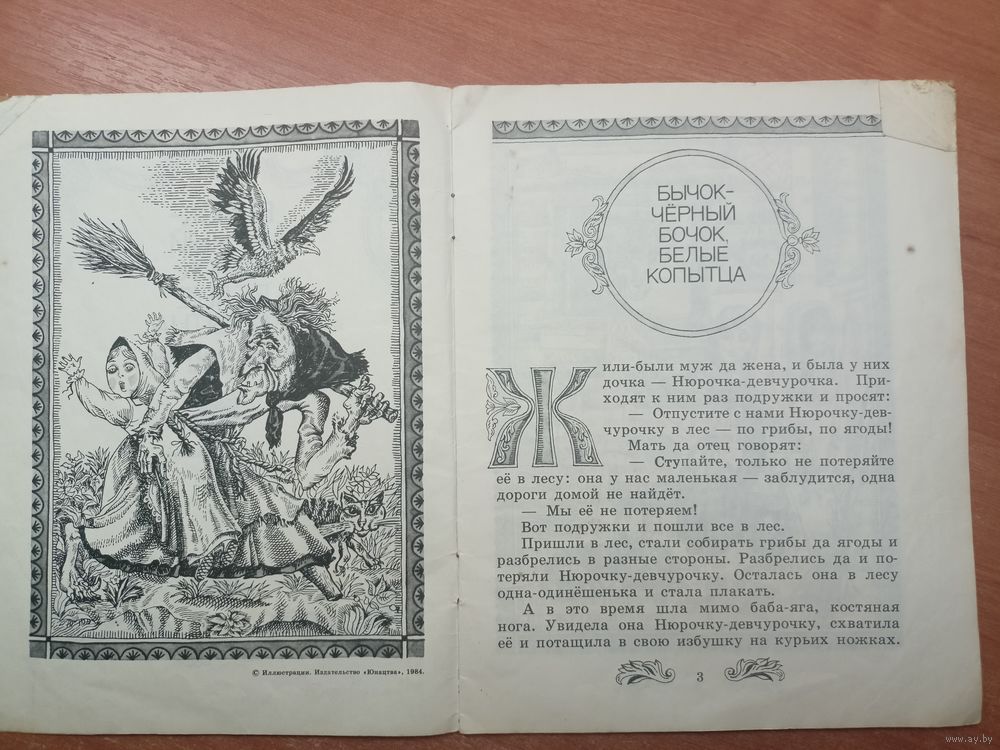 © Иллюстрации. Издательство «Юнацтва», 1984.
БЫЧОК-
ЧЁРНЫЙ
БОЧОК,
БЕЛЫЕ
КОПЫТЦА
Жили-были муж да жена, и была у них
дочка — Нюрочка-девчурочка. При-
ходят к ним раз подружки и просят:
— Отпустите с нами Нюрочку-дев-
чурочку в лес — по грибы, по ягоды!
Мать да отец говорят:
— Ступайте, только не потеряйте
её в лесу: она у нас маленькая — заблудится, одна
дороги домой не найдёт.
— Мы её не потеряем!
Вот подружки и пошли все в лес.
Пришли в лес, стали собирать грибы да ягоды и
разбрелись в разные стороны. Разбрелись да и по-
теряли Нюрочку-девчурочку. Осталась она в лесу
одна-одинёшенька и стала плакать.
А в это время шла мимо баба-яга, костяная
нога. Увидела она Нюрочку-девчурочку, схватила
её и потащила в свою избушку на курьих ножках.
3
www.ay.by